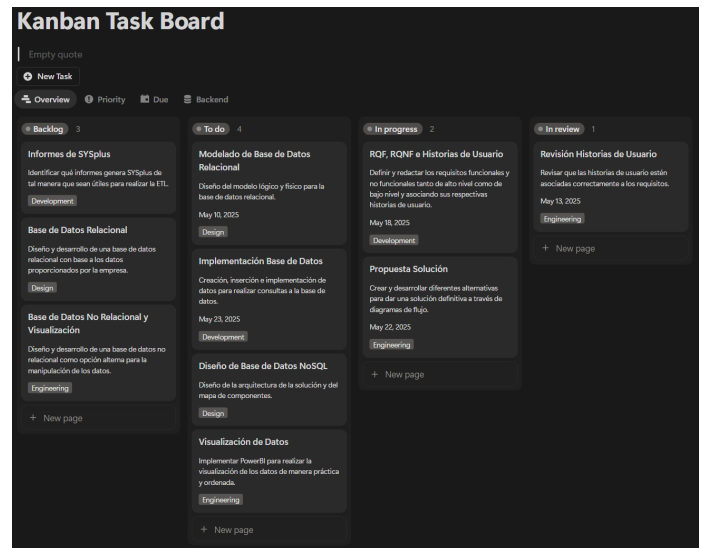 Kanban Task Board
Empty quote
New Task
Overview
Priority
Due
Backend
Backlog 3
Informes de SYSplus
Identificar qué informes genera SYSplus de
tal manera que sean útiles para realizar la ETL.
Development
Base de Datos Relacional
Diseño y desarrollo de una base de datos
relacional con base a los datos
proporcionados por la empresa.
Design
Base de Datos No Relacional y
Visualización
Diseño y desarrollo de una base de datos no
relacional como opción alterna para la
manipulación de los datos.
Engineering
+ New page
To do 4
Modelado de Base de Datos
Relacional
Diseño del modelo lógico y físico para la
base de datos relacional.
May 10, 2025
Design
Implementación Base de Datos
Creación, inserción e implementación de
datos para realizar consultas a la base de
datos.
May 23, 2025
Development
Diseño de Base de Datos NoSQL
Diseño de la arquitectura de la solución y del
mapa de componentes.
Design
Visualización de Datos
Implementar PowerBI para realizar la
visualización de los datos de manera práctica
y ordenada.
Engineering
+ New page
In progress 2
RQF, RQNF e Historias de Usuario
Definir y redactar los requisitos funcionales y
no funcionales tanto de alto nivel como de
bajo nivel y asociando sus respectivas
historias de usuario.
May 18, 2025
Development
Propuesta Solución
Crear y desarrollar diferentes alternativas
para dar una solución definitiva a través de
diagramas de flujo.
May 22, 2025
Engineering
+ New page
In review 1
Revisión Historias de Usuario
Revisar que las historias de usuario estén
asociadas correctamente a los requisitos.
May 13, 2025
Engineering
+ New page